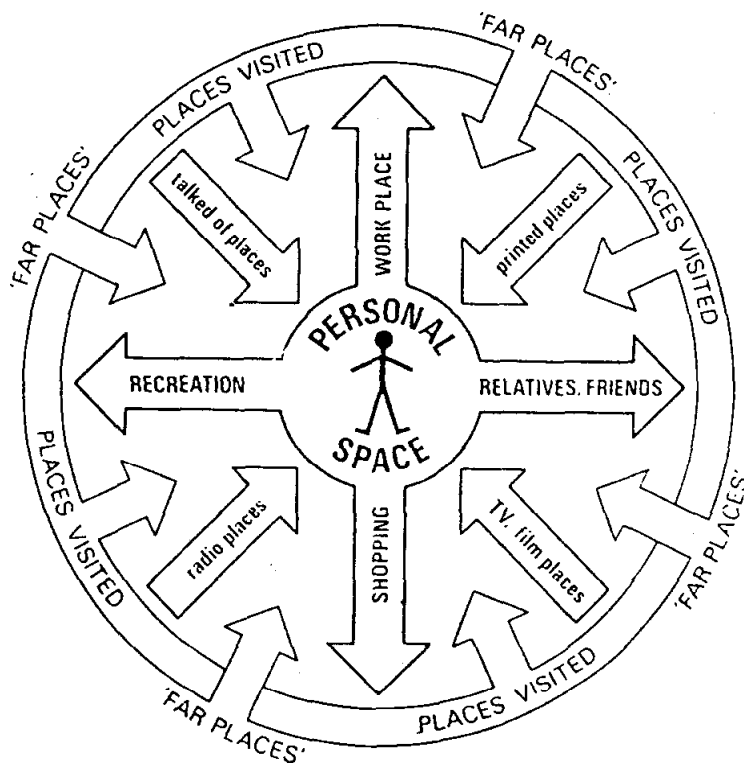 'FAR PLACES'
PLACES VISITED
'FAR PLACES'
PLACES VISITED
talked of places
WORK PLACE
printed places
PERSONAL
SPACE
RECREATION
RELATIVES, FRIENDS
radio places
SHOPPING
TV, film places
PLACES VISITED
'FAR PLACES'
'FAR PLACES'
PLACES VISITED